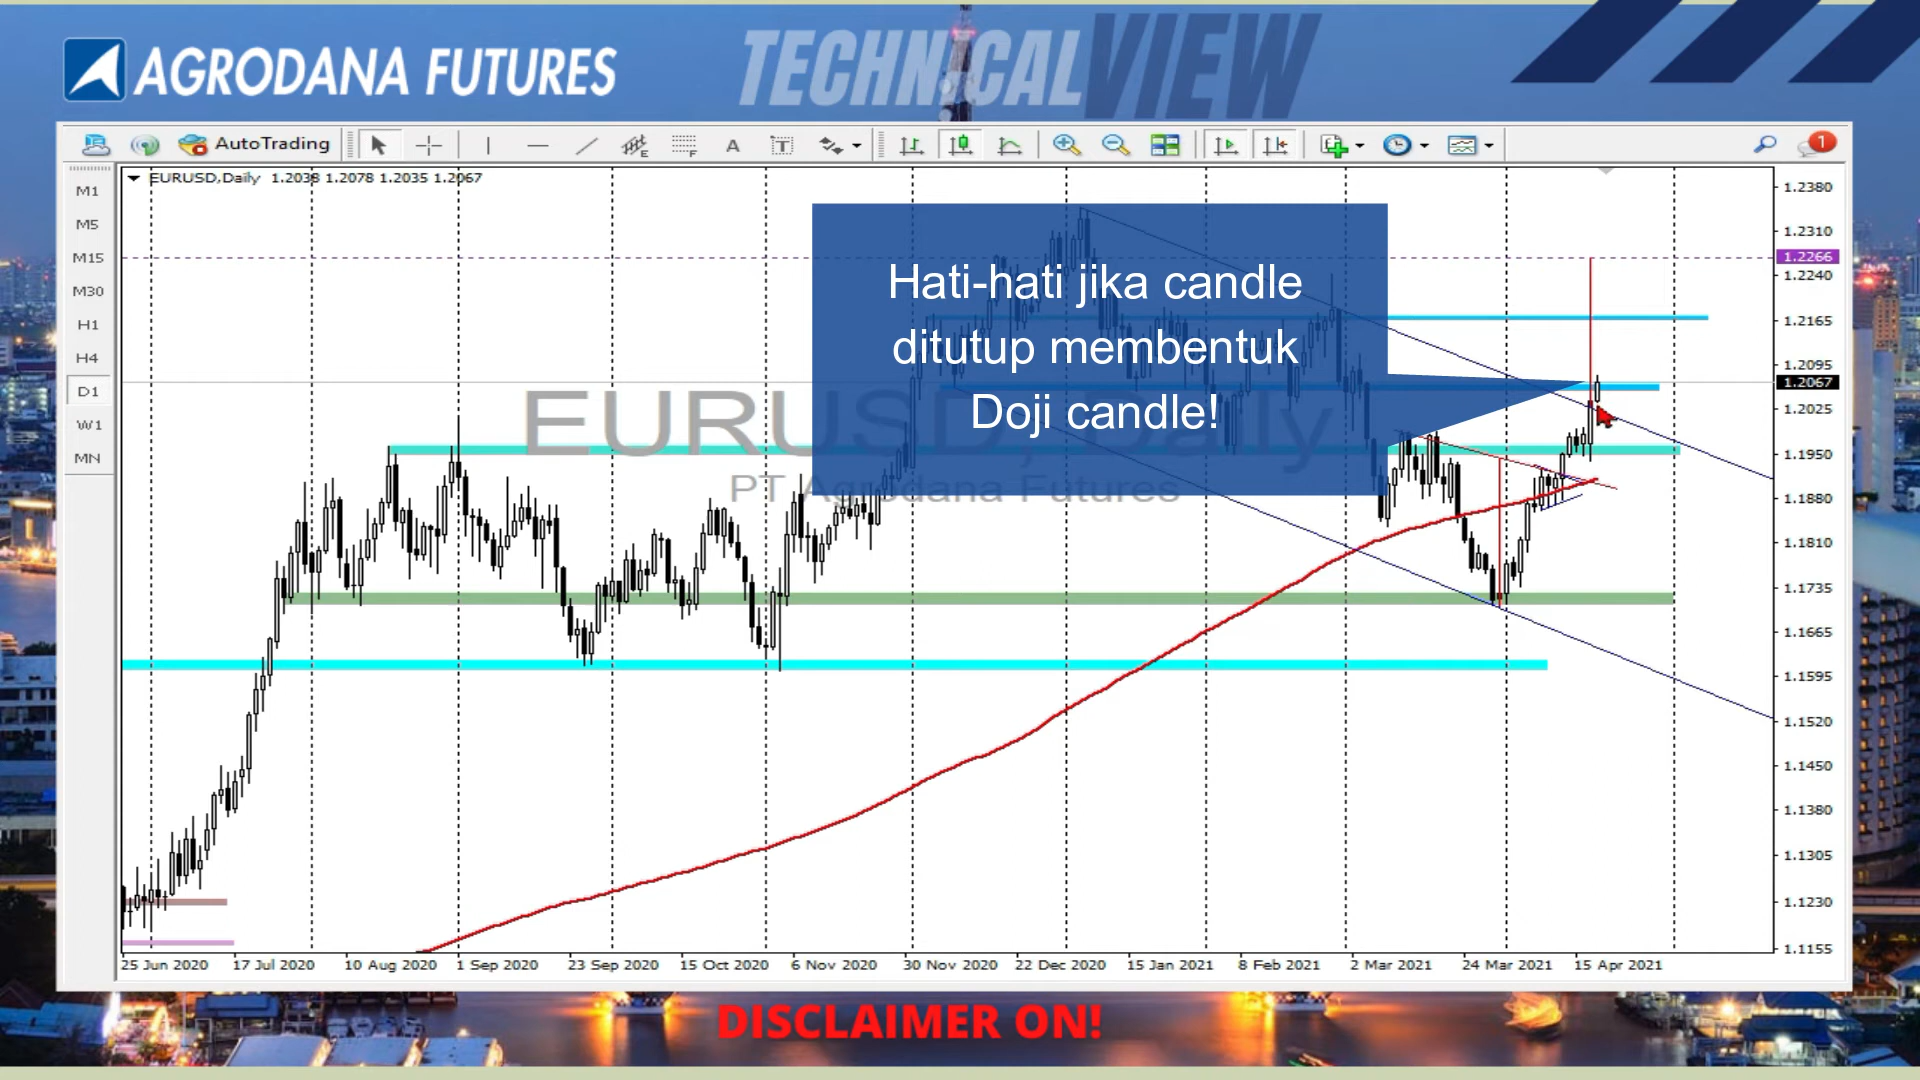 AGRODANA FUTURES
TECHNICAL VIEW
AutoTrading
A
T
E
F
1
M1
M5
M15
M30
H1
H4
D1
W1
MN
EURUSD,Daily 1.2038 1.2078 1.2035 1.2067
Hati-hati jika candle
ditutup membentuk
Doji candle!
EURUSD, Daily
PT Agrodana Futures
1.2380
1.2310
1.2266
1.2240
1.2165
1.2095
1.2067
1.2025
1.1950
1.1880
1.1810
1.1735
1.1665
1.1595
1.1520
1.1450
1.1380
1.1305
1.1230
1.1155
25 Jun 2020 17 Jul 2020 10 Aug 2020 1 Sep 2020 23 Sep 2020 15 Oct 2020 6 Nov 2020 30 Nov 2020 22 Dec 2020 15 Jan 2021 8 Feb 2021 2 Mar 2021 24 Mar 2021 15 Apr 2021
DISCLAIMER ON!